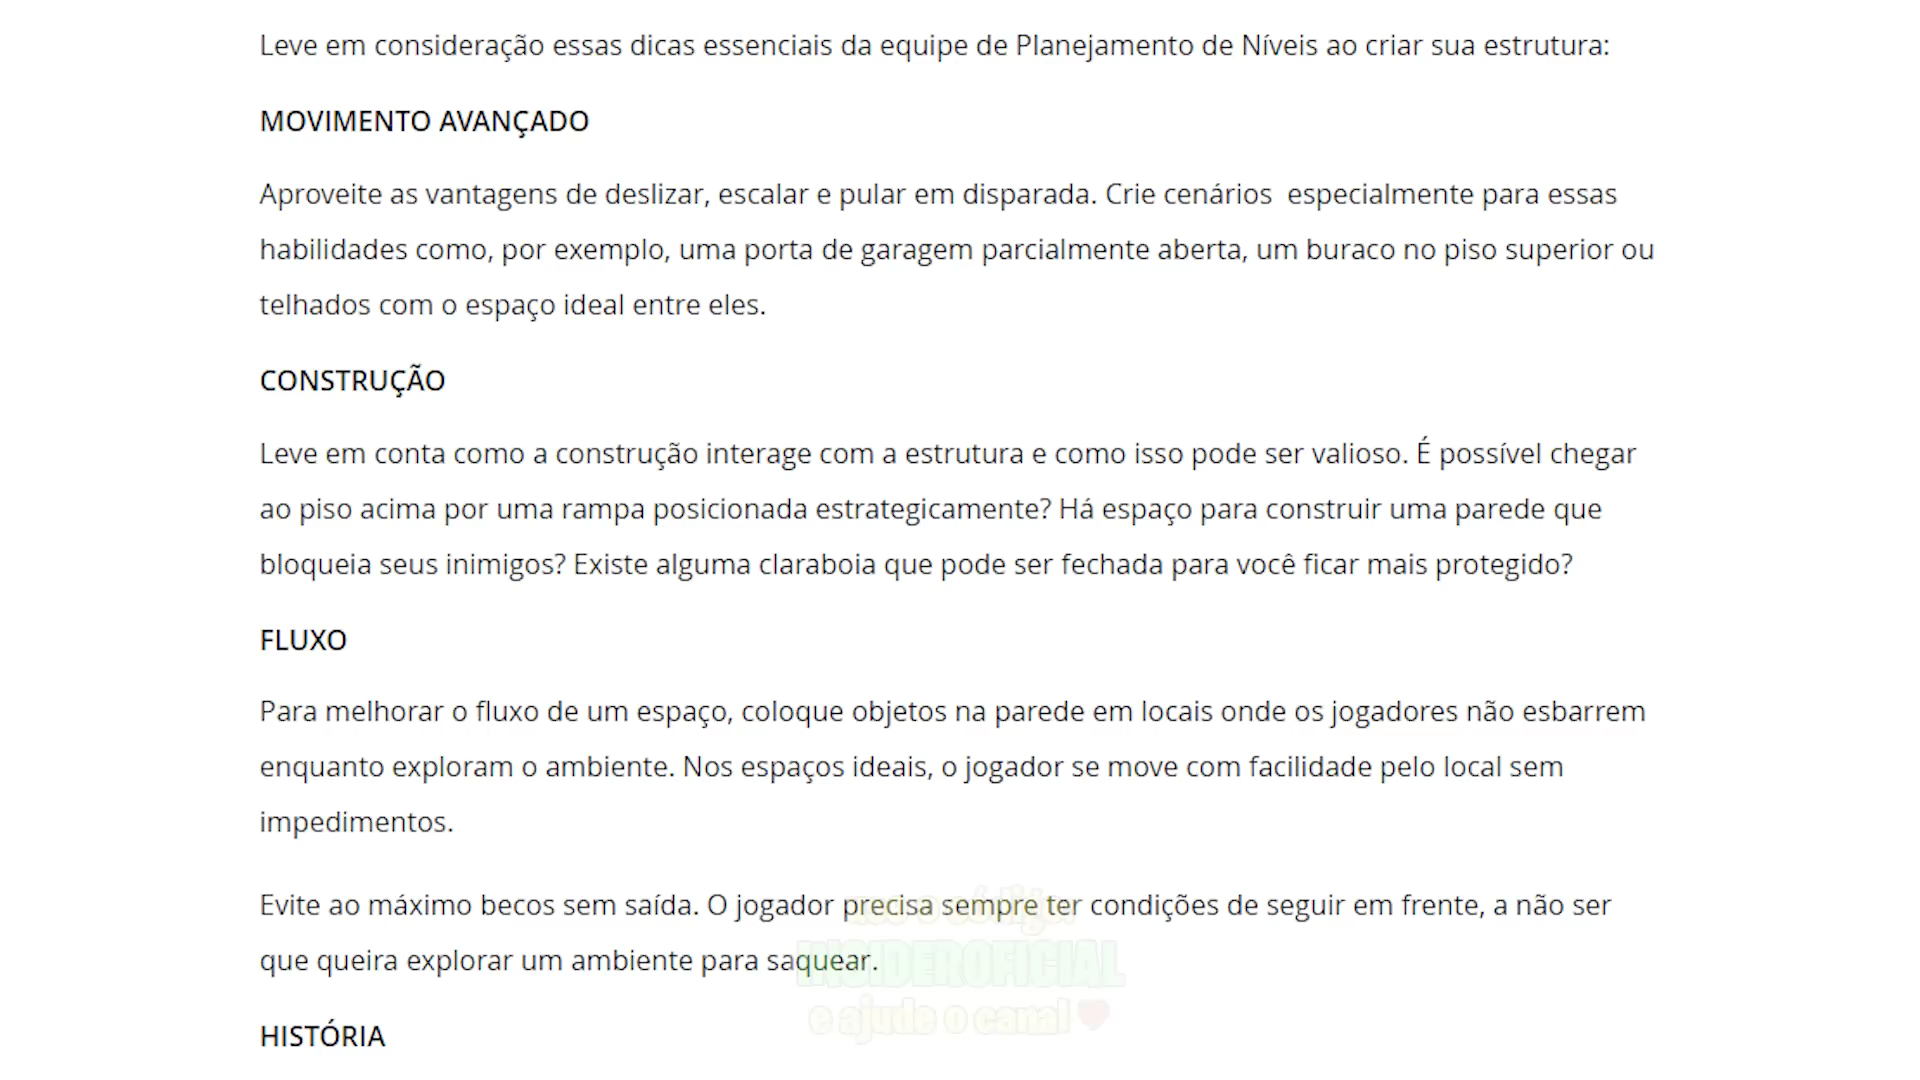 Leve em consideração essas dicas essenciais da equipe de Planejamento de Níveis ao criar sua estrutura:
MOVIMENTO AVANÇADO
Aproveite as vantagens de deslizar, escalar e pular em disparada. Crie cenários  especialmente para essas
habilidades como, por exemplo, uma porta de garagem parcialmente aberta, um buraco no piso superior ou
telhados com o espaço ideal entre eles.
CONSTRUÇÃO
Leve em conta como a construção interage com a estrutura e como isso pode ser valioso. É possível chegar
ao piso acima por uma rampa posicionada estrategicamente? Há espaço para construir uma parede que
bloqueia seus inimigos? Existe alguma claraboia que pode ser fechada para você ficar mais protegido?
FLUXO
Para melhorar o fluxo de um espaço, coloque objetos na parede em locais onde os jogadores não esbarrem
enquanto exploram o ambiente. Nos espaços ideais, o jogador se move com facilidade pelo local sem
impedimentos.
Evite ao máximo becos sem saída. O jogador precisa sempre ter condições de seguir em frente, a não ser
que queira explorar um ambiente para saquear.
INSIDEROFICIAL
e ajude o canal
HISTÓRIA